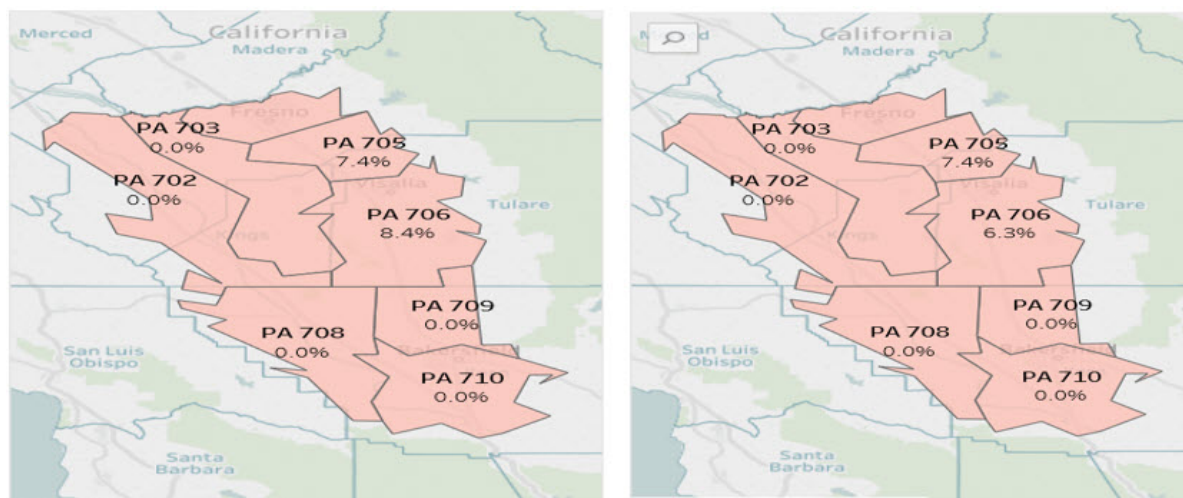 Merced
California
Madera
Fresno
PA 703
0.0%
PA 705
7.4%
PA 702
0.0%
Visalia
PA 706
8.4%
Tulare
Kings
PA 709
0.0%
PA 708
0.0%
Bakersfield
San Luis
Obispo
PA 710
0.0%
Santa
Barbara
Merced
California
Madera
Fresno
PA 703
0.0%
PA 705
7.4%
PA 702
0.0%
Visalia
PA 706
6.3%
Tulare
Kings
PA 709
0.0%
PA 708
0.0%
Bakersfield
San Luis
Obispo
PA 710
0.0%
Santa
Barbara